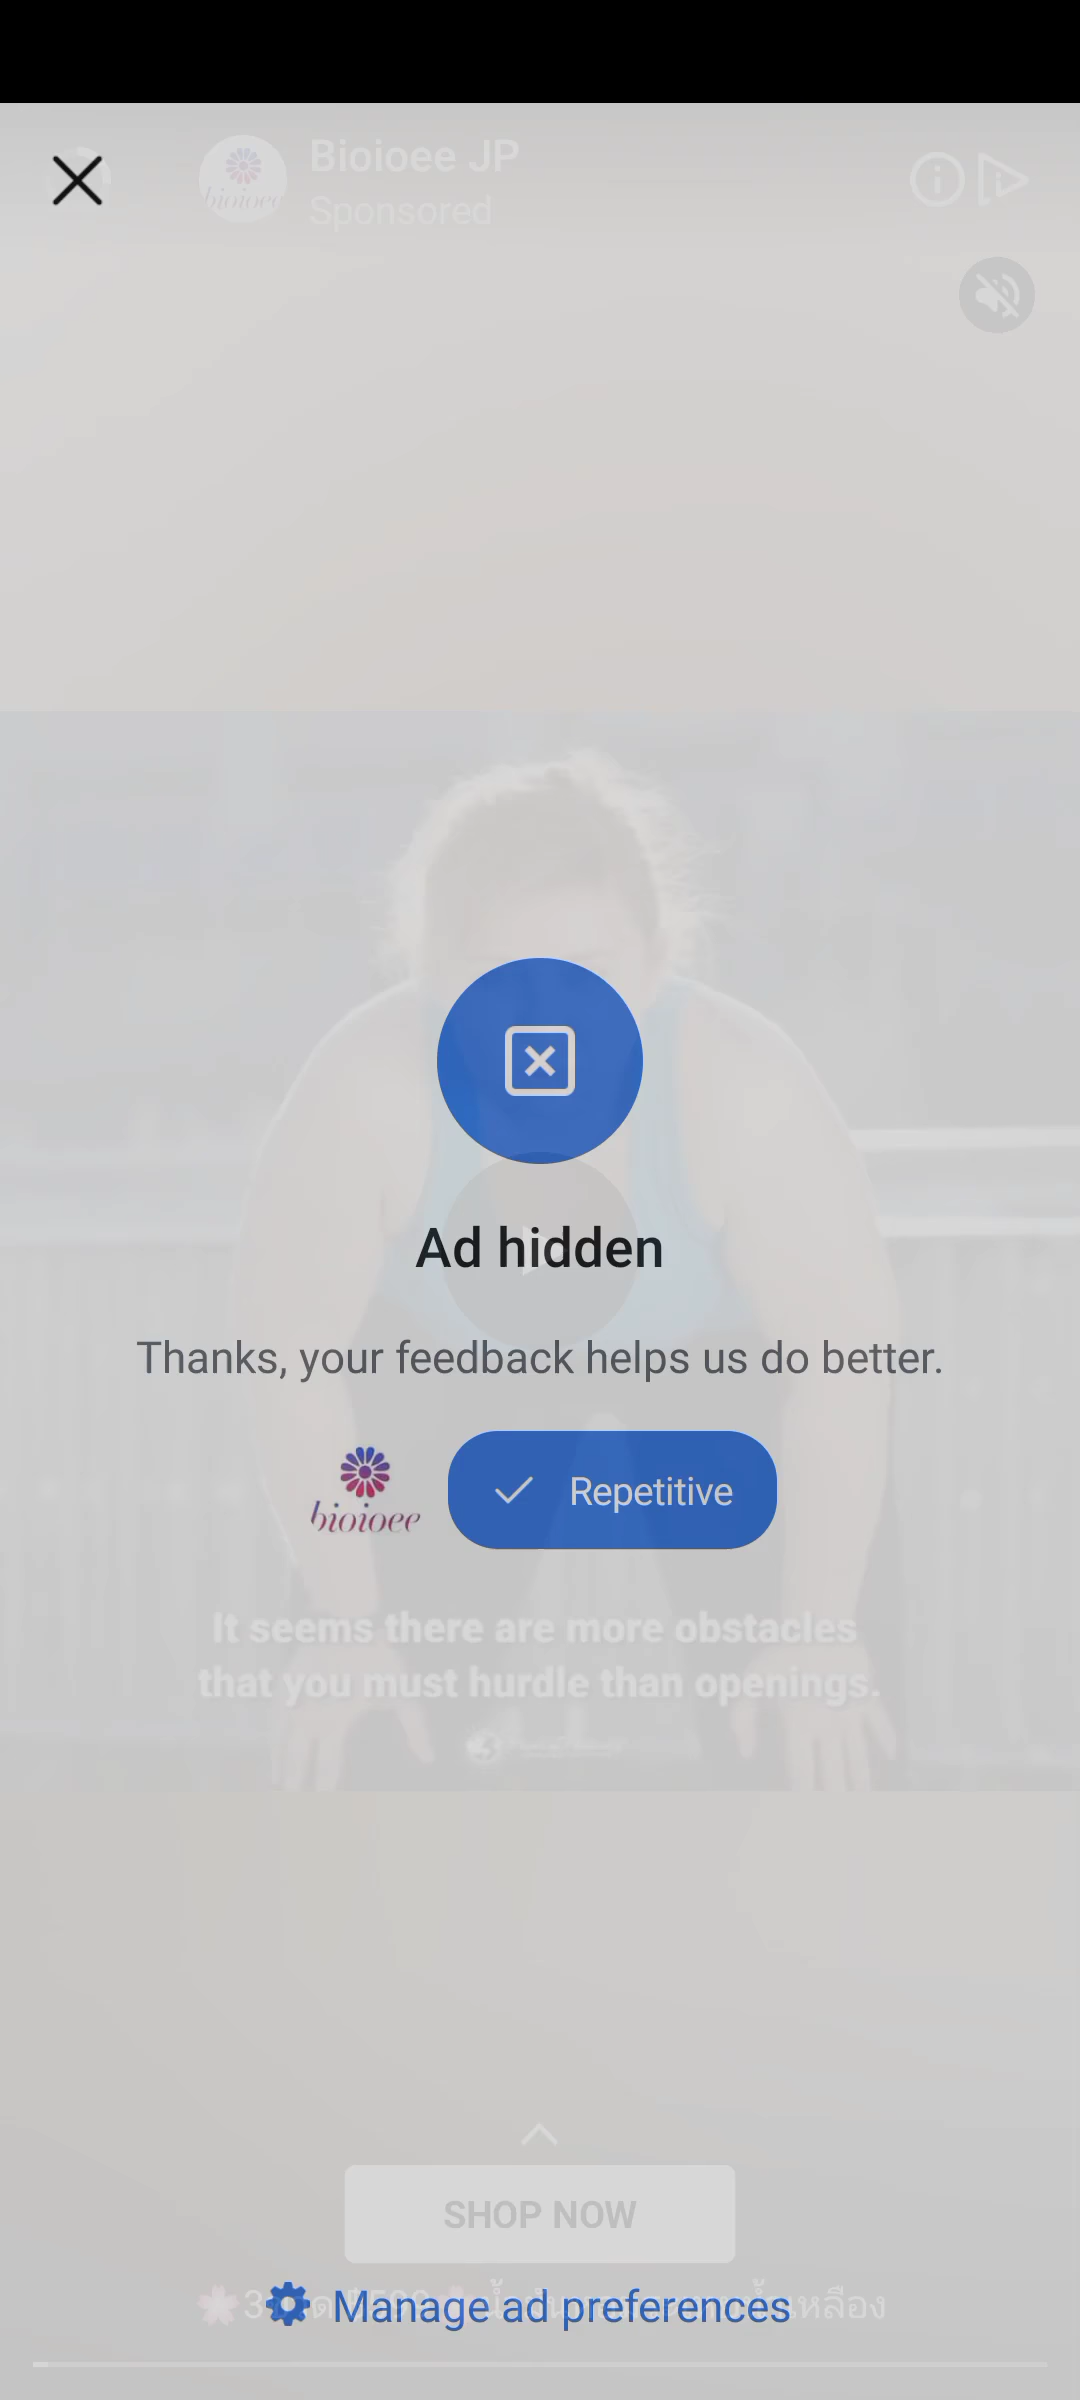 Bioioee JP
bioioee
Sponsored
Ad hidden
Thanks, your feedback helps us do better.
bioioee
Repetitive
It seems there are more obstacles
that you must hurdle than openings.
SHOP NOW
Manage ad preferences